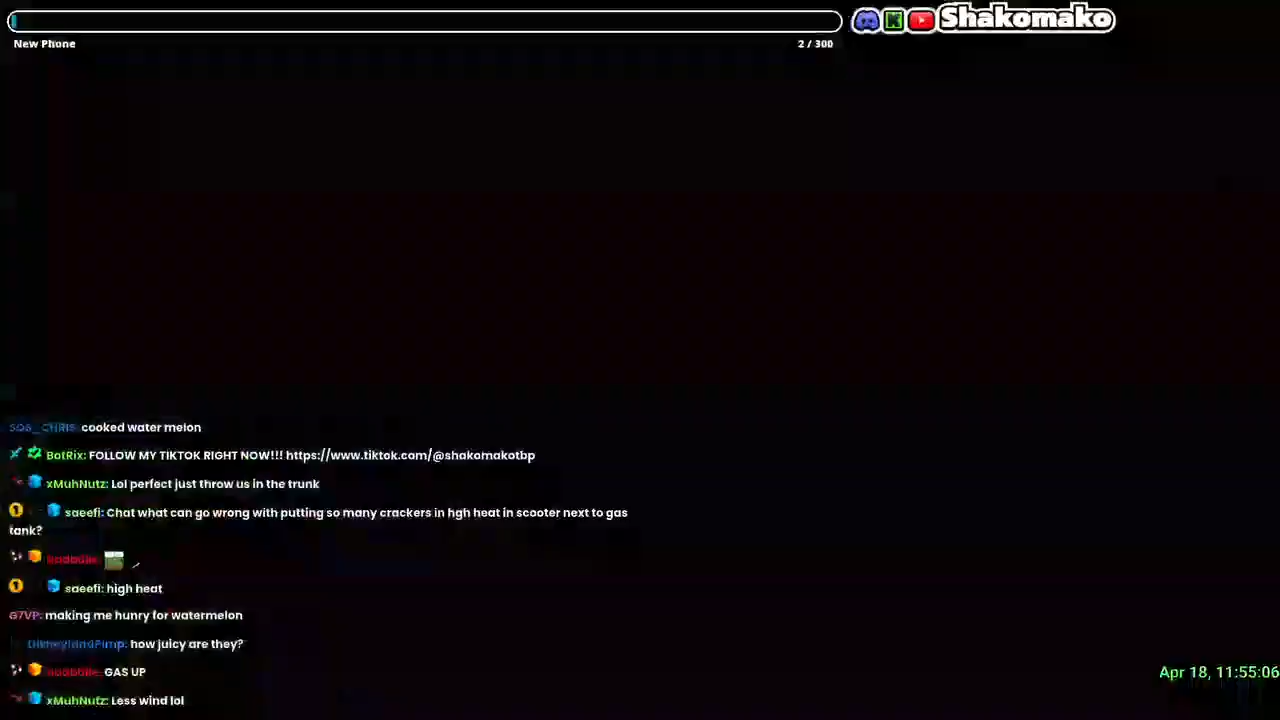 Shakomako
New Phone
2 / 300
SOS_CHRIS: cooked water melon
BotRix: FOLLOW MY TIKTOK RIGHT NOW!!! https://www.tiktok.com/@shakomakotbp
xMuhNutz: Lol perfect just throw us in the trunk
saeefi: Chat what can go wrong with putting so many crackers in hgh heat in scooter next to gas
tank?
saeefi: high heat
G7VP: making me hunry for watermelon
how juicy are they?
GAS UP
xMuhNutz: Less wind lol
Apr 18, 11:55:06